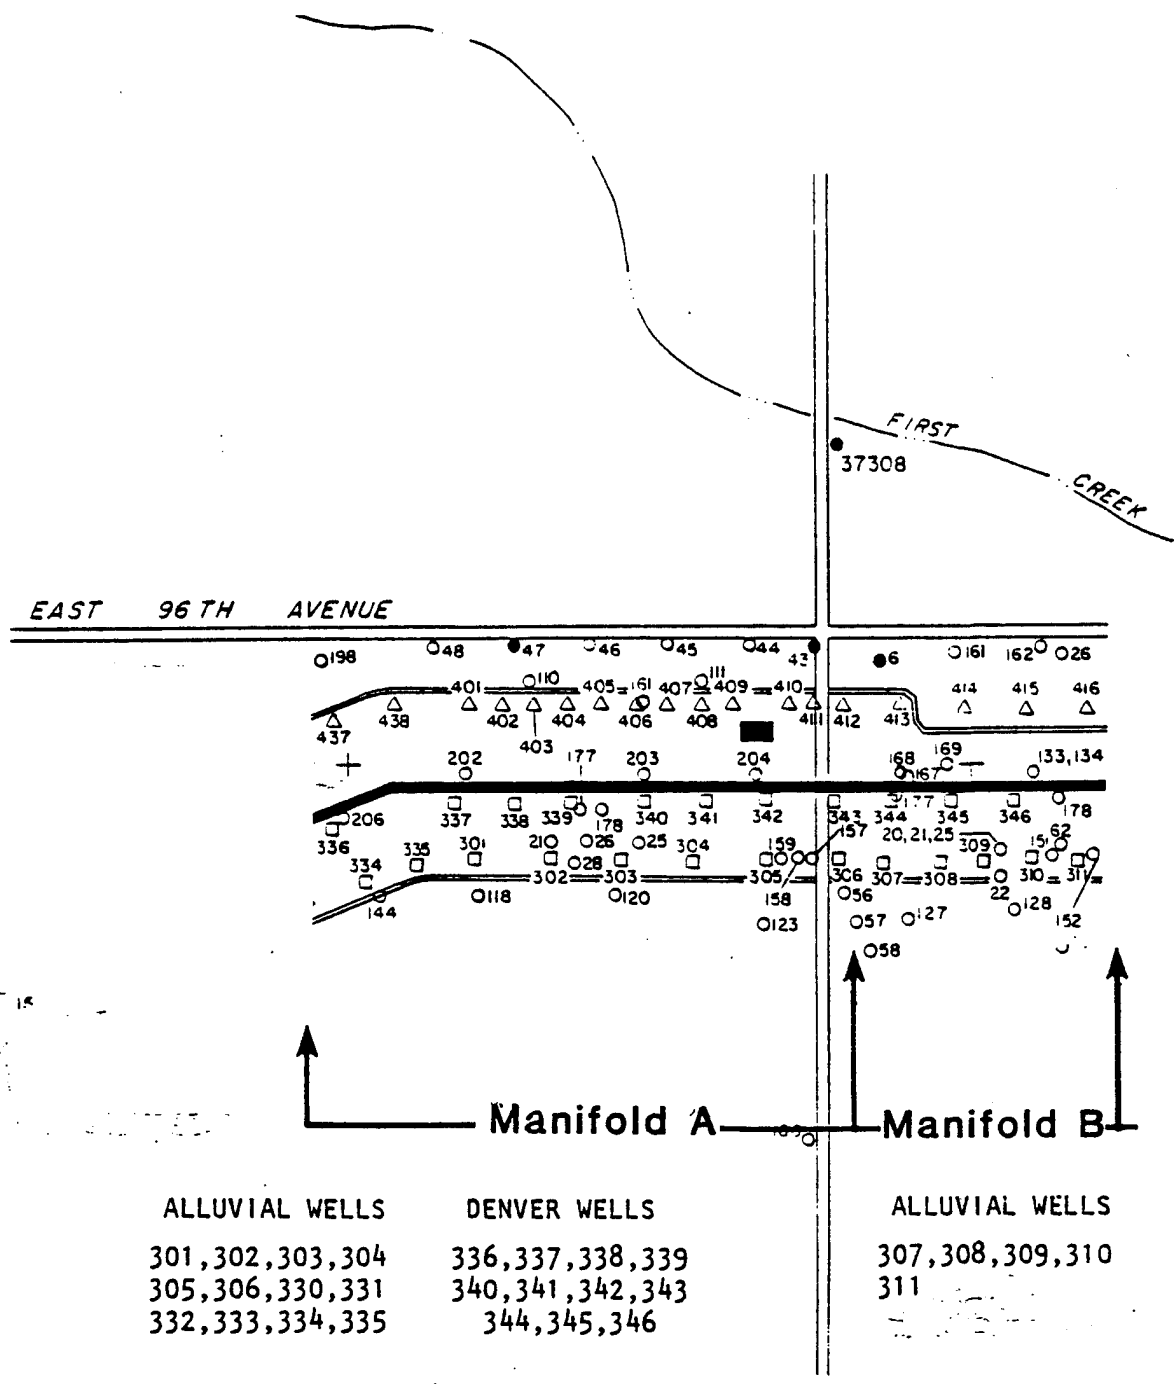 FIRST
37308
CREEK
EAST 96TH AVENUE
198 48 47 46 45 44 43 6 161 162 26
110 111
401 405 161 407 409 410 414 415 416
437 438 402 404 406 408 411 412 413
403
202 177 203 204 168 169 133,134
167
206 337 338 339 178 340 341 342 343 344 177 345 346 178
336 157
334 335 301 210 26 25 304 159 20,21,25 309 151 62
28
302 303 305 306 307 308 310 311
144 118 120 158 56 22 128
123 57 127 152
58
15
Manifold A Manifold B
ALLUVIAL WELLS DENVER WELLS ALLUVIAL WELLS
301,302,303,304 336,337,338,339 307,308,309,310
305,306,330,331 340,341,342,343 311
332,333,334,335 344,345,346